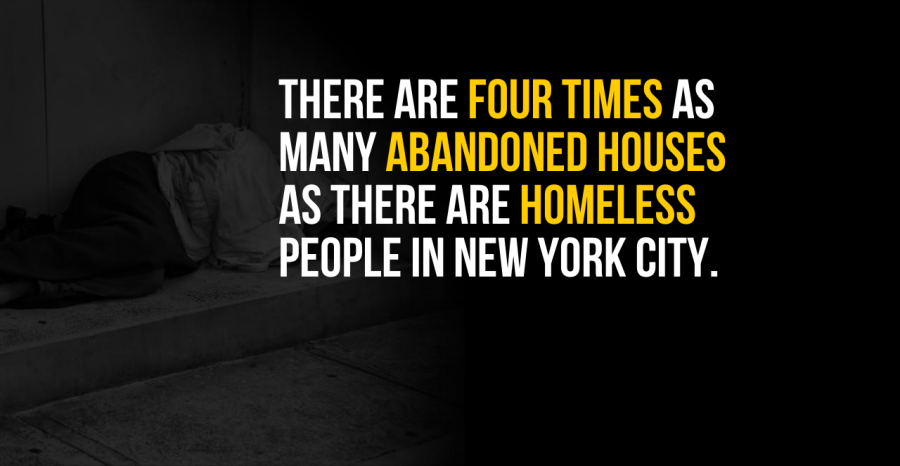 THERE ARE FOUR TIMES AS
MANY ABANDONED HOUSES
AS THERE ARE HOMELESS
PEOPLE IN NEW YORK CITY.